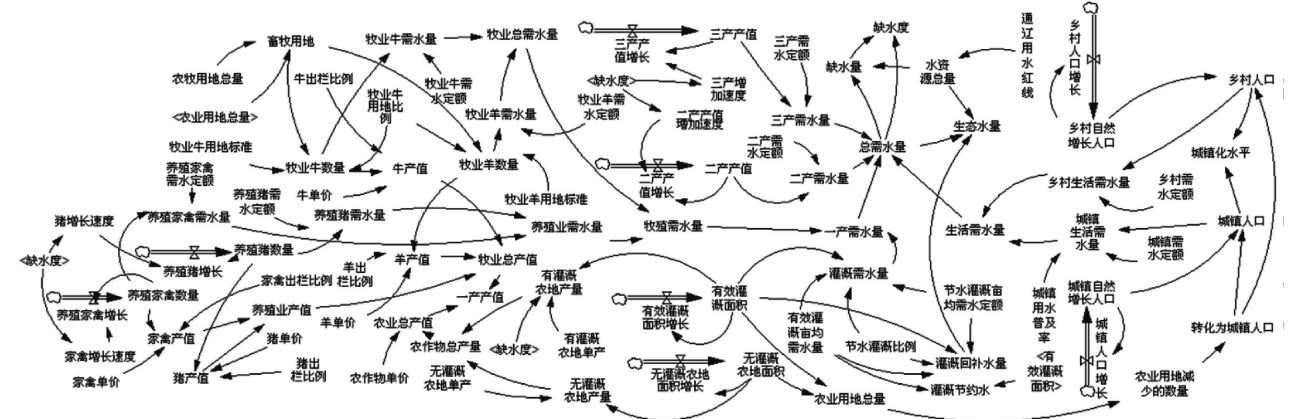 畜牧用地
牧业牛需水量
牧业总需水量
三产产
值增长
三产产值
三产需
水定额
缺水度
缺水量
水资
源总量
通辽用水红线
乡村人口增长
乡村人口
农牧用地总量
牛出栏比例
牧业牛需
水定额
<缺水度>
三产增
加速度
<农业用地总量>
牧业牛
用地比
例
牧业羊需水量
牧业羊需
水定额
二产产值
增加速度
三产需水量
生态水量
乡村自然
增长人口
牧业牛用地标准
总需水量
二产需
水定额
城镇化水平
养殖家禽
需水定额
牧业牛数量
牛产值
牧业羊数量
二产产
值增长
二产产值
二产需水量
乡村生活需水量
乡村需
水定额
养殖猪需
水定额
牛单价
牧业羊用地标准
猪增长速度
养殖家禽需水量
养殖猪需水量
养殖业需水量
牧殖需水量
一产需水量
生活需水量
城镇
生活需
水量
城镇人口
城镇需
水定额
<缺水度>
养殖猪增长
养殖猪数量
家禽出栏比例
羊出
栏比例
羊产值
牧业总产值
有灌溉
农地产量
灌溉需水量
养殖家禽数量
养殖家禽增长
养殖业产值
一产产值
有效灌溉
面积增长
有效灌
溉面积
节水灌溉亩
均需水定额
城镇用水普及率
城镇自然
增长人口
城镇人口增长
转化为城镇人口
家禽产值
猪单价
羊单价
农业总产值
农作物总产量
<缺水度>
有灌溉
农地单产
有效灌
溉亩均
需水量
节水灌溉比例
家禽增长速度
家禽单价
猪产值
猪出
栏比例
农作物单价
无灌溉
农地单产
无灌溉
农地产量
无灌溉农地
面积增长
无灌溉
农地面积
灌溉回补水量
灌溉节约水
<有
效灌溉
面积>
农业用地总量
农业用地减
少的数量